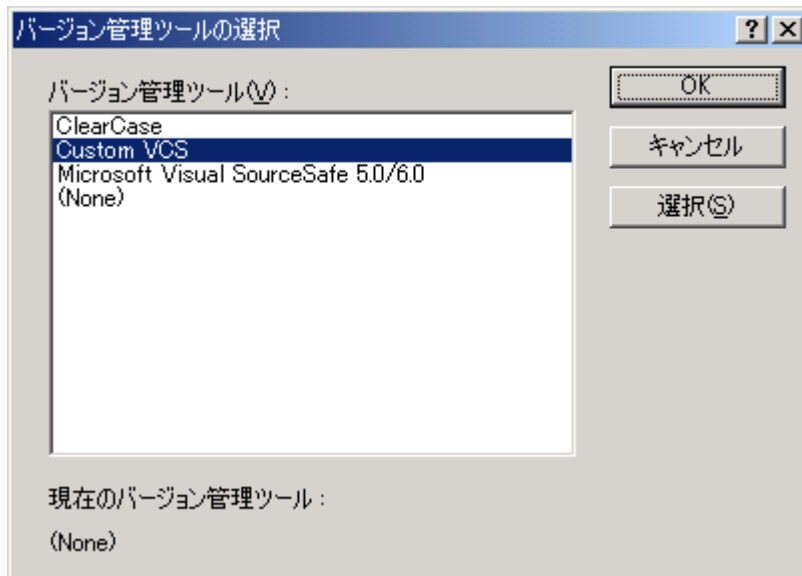 バージョン管理ツールの選択
バージョン管理ツール(V) :
ClearCase
Custom VCS
Microsoft Visual SourceSafe 5.0/6.0
(None)
OK
キャンセル
選択(S)
現在のバージョン管理ツール :
(None)